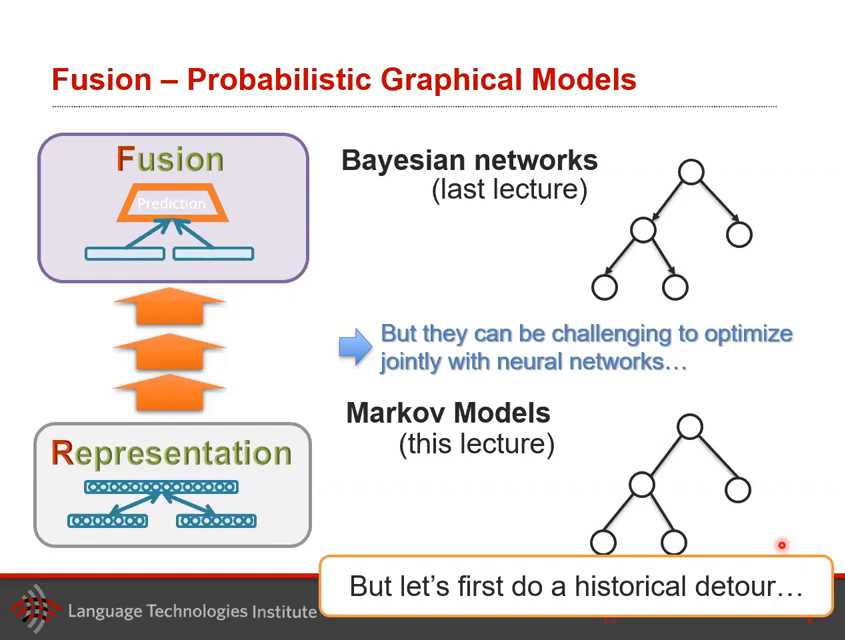 Fusion – Probabilistic Graphical Models
Fusion
Prediction
Representation
Bayesian networks
(last lecture)
But they can be challenging to optimize
jointly with neural networks…
Markov Models
(this lecture)
But let’s first do a historical detour…
Language Technologies Institute